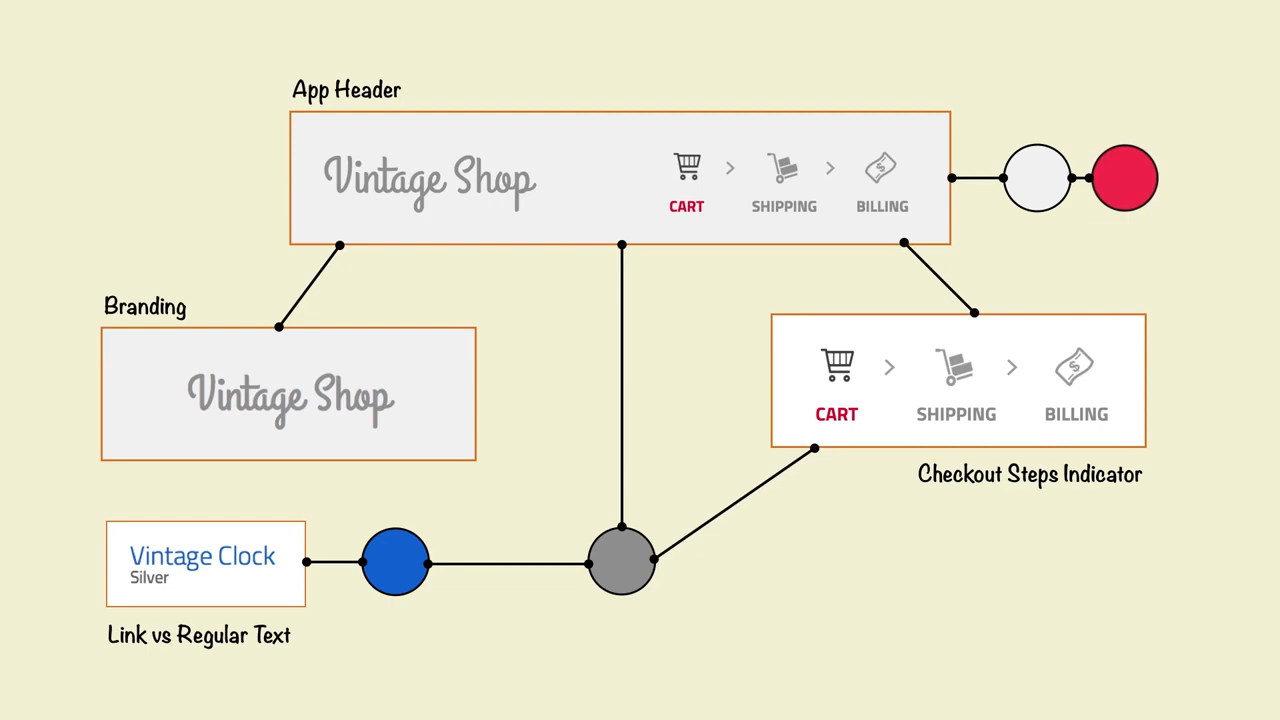 App Header
Vintage Shop
CART
SHIPPING
BILLING
Branding
Vintage Shop
CART
SHIPPING
BILLING
Checkout Steps Indicator
Vintage Clock
Silver
Link vs Regular Text